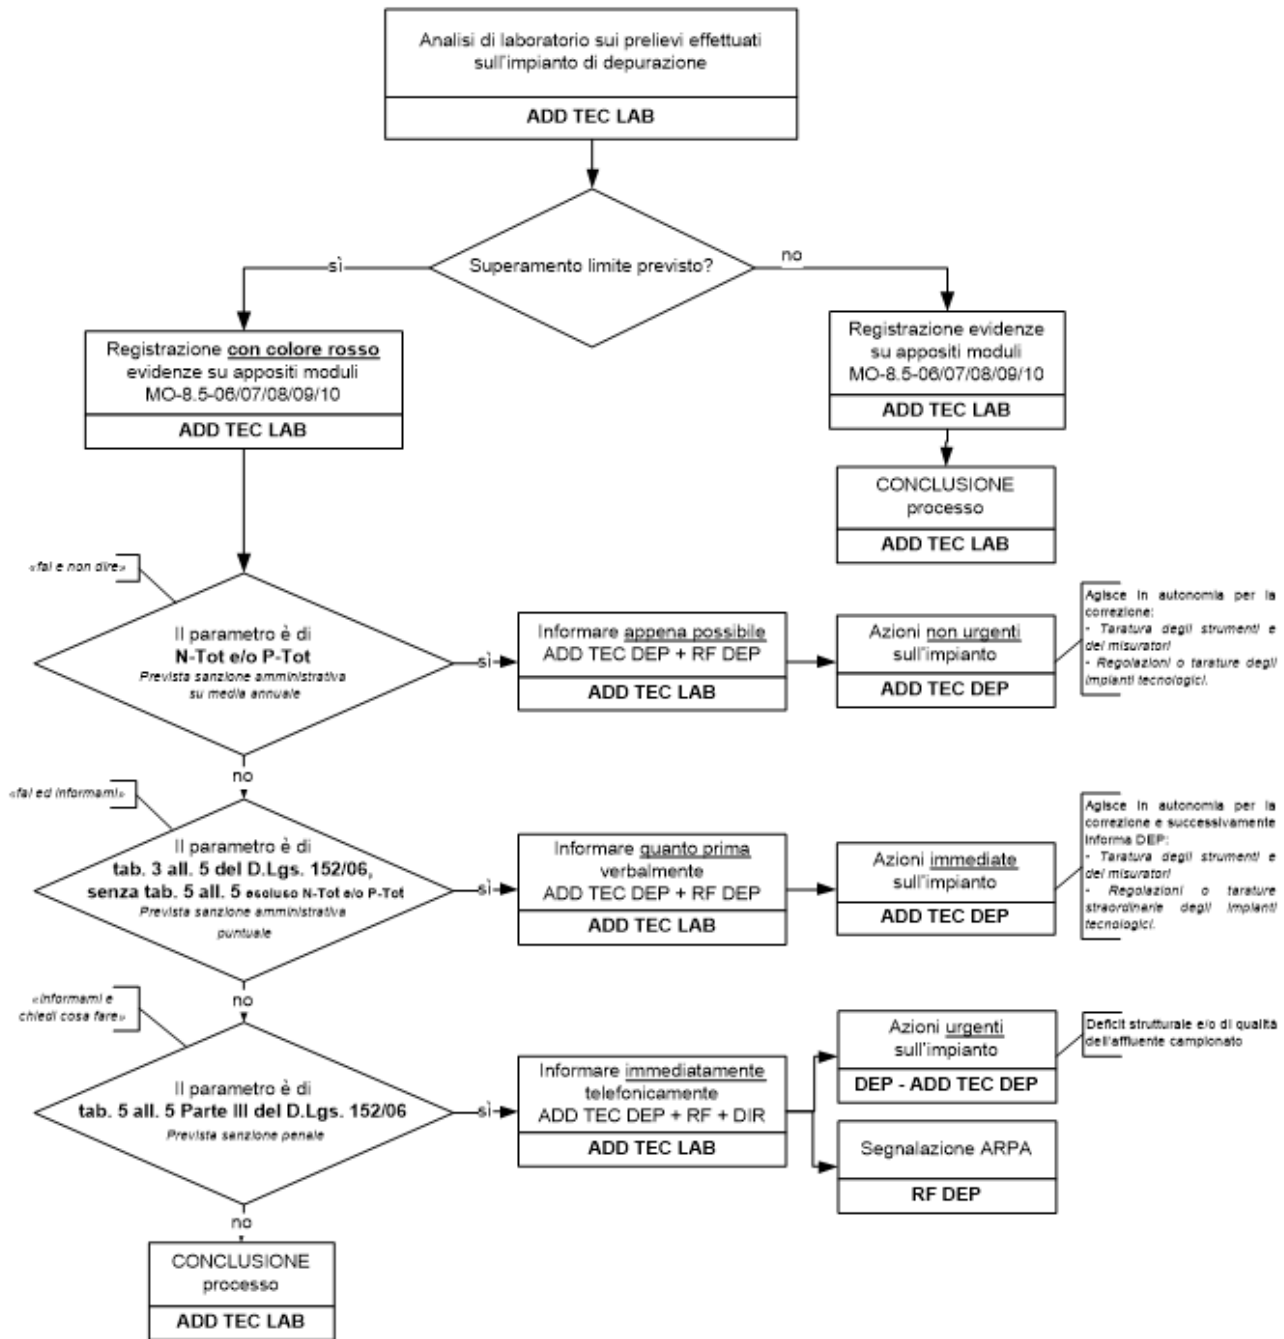 Analisi di laboratorio sui prelievi effettuati
sull'impianto di depurazione
ADD TEC LAB
Superamento limite previsto?
sì
no
Registrazione con colore rosso
evidenze su appositi moduli
MO-8.5-06/07/08/09/10
ADD TEC LAB
Registrazione evidenze
su appositi moduli
MO-8.5-06/07/08/09/10
ADD TEC LAB
CONCLUSIONE
processo
ADD TEC LAB
«fai e non dire»
Il parametro è di
N-Tot e/o P-Tot
Prevista sanzione amministrativa
su media annuale
sì
Informare appena possibile
ADD TEC DEP + RF DEP
ADD TEC LAB
Azioni non urgenti
sull'impianto
ADD TEC DEP
Agisce in autonomia per la
correzione:
- Taratura degli strumenti e
dei misuratori
- Regolazioni o tarature degli
impianti tecnologici.
no
«fai ed informami»
Il parametro è di
tab. 3 all. 5 del D.Lgs. 152/06,
senza tab. 5 all. 5 escluso N-Tot e/o P-Tot
Prevista sanzione amministrativa
puntuale
sì
Informare quanto prima
verbalmente
ADD TEC DEP + RF DEP
ADD TEC LAB
Azioni immediate
sull'impianto
ADD TEC DEP
Agisce in autonomia per la
correzione e successivamente
informa DEP:
- Taratura degli strumenti e
dei misuratori
- Regolazioni o tarature
straordinarie degli impianti
tecnologici.
no
«informami e
chiedi cosa fare»
Il parametro è di
tab. 5 all. 5 Parte III del D.Lgs. 152/06
Prevista sanzione penale
sì
Informare immediatamente
telefonicamente
ADD TEC DEP + RF + DIR
ADD TEC LAB
Azioni urgenti
sull'impianto
DEP - ADD TEC DEP
Deficit strutturale e/o di qualità
dell'affluente campionato
Segnalazione ARPA
RF DEP
no
CONCLUSIONE
processo
ADD TEC LAB